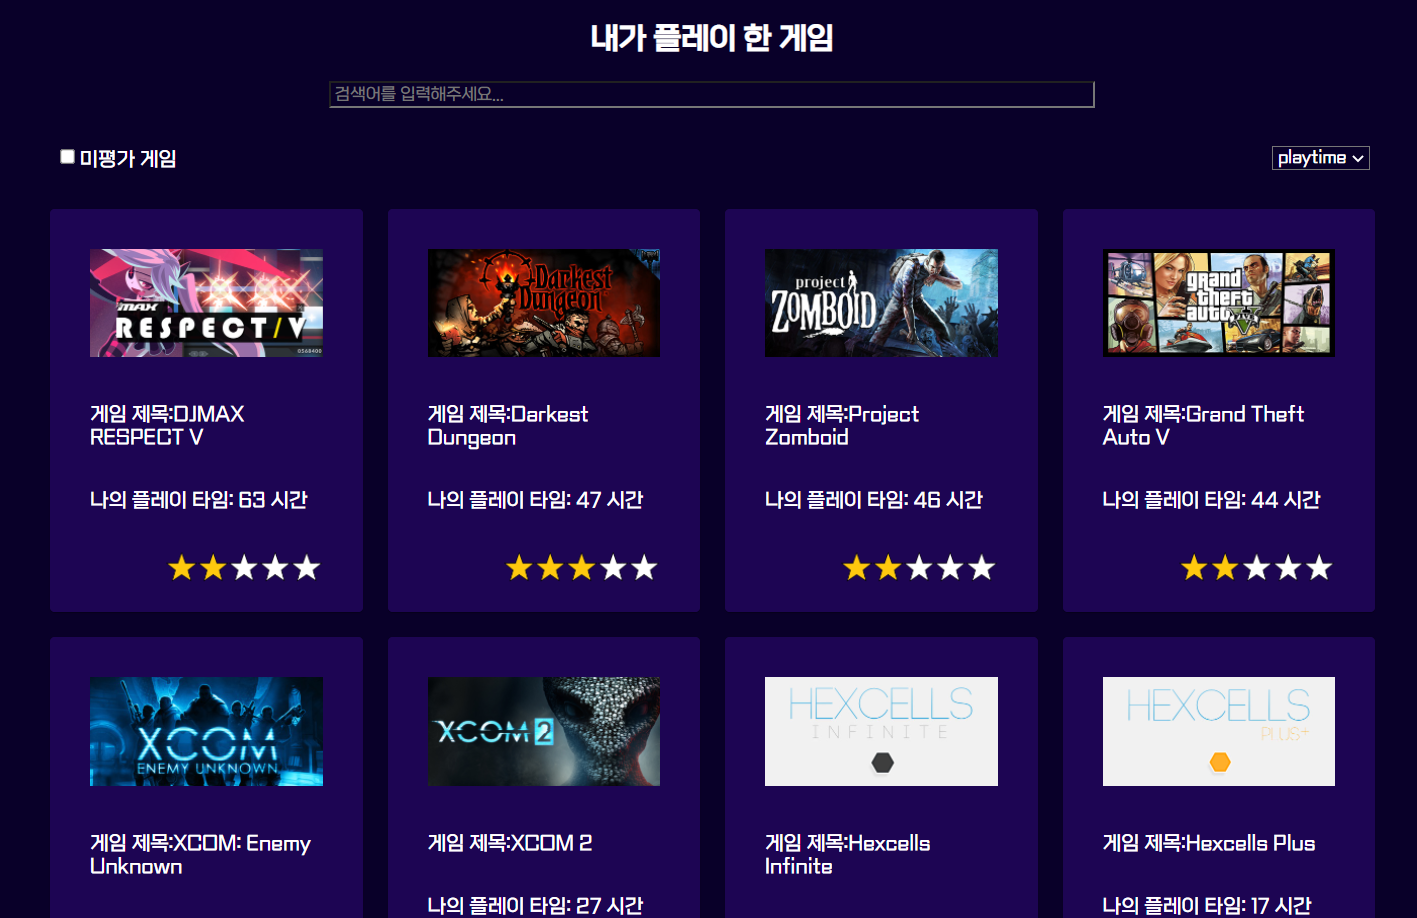 내가 플레이 한 게임
검색어를 입력해주세요...
미평가 게임
playtime
MAX
RESPECT/V
0568400
Darkest
Dungeon
project
ZOMBOID
grand
theft
auto
V
게임 제목:DJMAX
RESPECT V
게임 제목:Darkest
Dungeon
게임 제목:Project
Zomboid
게임 제목:Grand Theft
Auto V
나의 플레이 타임: 63 시간
나의 플레이 타임: 47 시간
나의 플레이 타임: 46 시간
나의 플레이 타임: 44 시간
XCOM
ENEMY UNKNOWN
XCOM 2
HEXCELLS
INFINITE
HEXCELLS
PLUS+
게임 제목:XCOM: Enemy
Unknown
게임 제목:XCOM 2
게임 제목:Hexcells
Infinite
게임 제목:Hexcells Plus
나의 플레이 타임: 27 시간
나의 플레이 타임: 17 시간